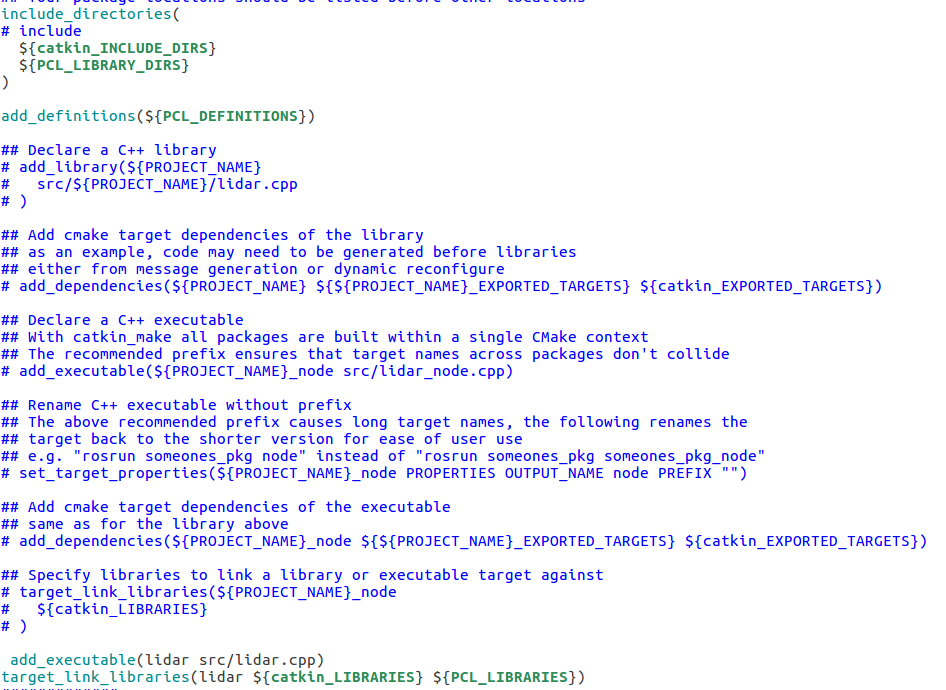 ## Your package locations should be listed before other locations
include_directories(
# include
  ${catkin_INCLUDE_DIRS}
  ${PCL_LIBRARY_DIRS}
)
add_definitions(${PCL_DEFINITIONS})
## Declare a C++ library
# add_library(${PROJECT_NAME}
#   src/${PROJECT_NAME}/lidar.cpp
# )
## Add cmake target dependencies of the library
## as an example, code may need to be generated before libraries
## either from message generation or dynamic reconfigure
# add_dependencies(${PROJECT_NAME} ${${PROJECT_NAME}_EXPORTED_TARGETS} ${catkin_EXPORTED_TARGETS})
## Declare a C++ executable
## With catkin_make all packages are built within a single CMake context
## The recommended prefix ensures that target names across packages don't collide
# add_executable(${PROJECT_NAME}_node src/lidar_node.cpp)
## Rename C++ executable without prefix
## The above recommended prefix causes long target names, the following renames the
## target back to the shorter version for ease of user use
## e.g. "rosrun someones_pkg node" instead of "rosrun someones_pkg someones_pkg_node"
# set_target_properties(${PROJECT_NAME}_node PROPERTIES OUTPUT_NAME node PREFIX "")
## Add cmake target dependencies of the executable
## same as for the library above
# add_dependencies(${PROJECT_NAME}_node ${${PROJECT_NAME}_EXPORTED_TARGETS} ${catkin_EXPORTED_TARGETS})
## Specify libraries to link a library or executable target against
# target_link_libraries(${PROJECT_NAME}_node
#   ${catkin_LIBRARIES}
# )
 add_executable(lidar src/lidar.cpp)
target_link_libraries(lidar ${catkin_LIBRARIES} ${PCL_LIBRARIES})